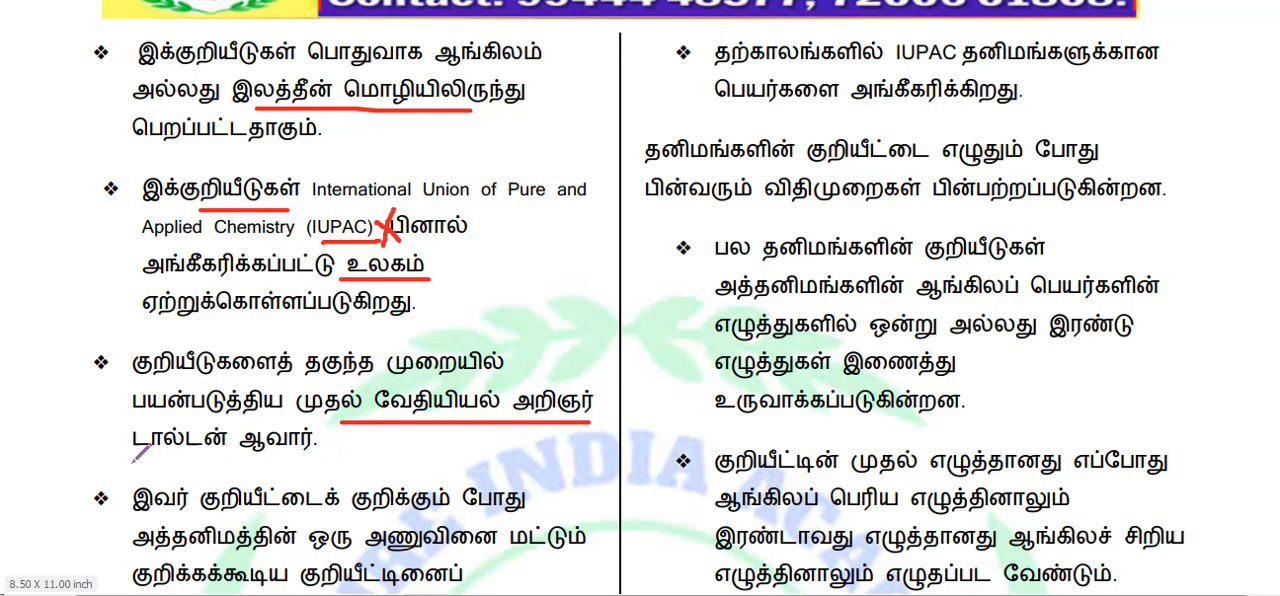 இக்குறியீடுகள் பொதுவாக ஆங்கிலம்
அல்லது இலத்தீன் மொழியிலிருந்து
பெறப்பட்டதாகும்.
இக்குறியீடுகள் International Union of Pure and
Applied Chemistry (IUPAC) யினால்
அங்கீகரிக்கப்பட்டு உலகம்
ஏற்றுக்கொள்ளப்படுகிறது.
குறியீடுகளைத் தகுந்த முறையில்
பயன்படுத்திய முதல் வேதியியல் அறிஞர்
டால்டன் ஆவார்.
இவர் குறியீட்டைக் குறிக்கும் போது
அத்தனிமத்தின் ஒரு அணுவினை மட்டும்
குறிக்கக்கூடிய குறியீட்டினைப்
தற்காலங்களில் IUPAC தனிமங்களுக்கான
பெயர்களை அங்கீகரிக்கிறது.
தனிமங்களின் குறியீட்டை எழுதும் போது
பின்வரும் விதிமுறைகள் பின்பற்றப்படுகின்றன.
பல தனிமங்களின் குறியீடுகள்
அத்தனிமங்களின் ஆங்கிலப் பெயர்களின்
எழுத்துகளில் ஒன்று அல்லது இரண்டு
எழுத்துகள் இணைத்து
உருவாக்கப்படுகின்றன.
குறியீட்டின் முதல் எழுத்தானது எப்போது
ஆங்கிலப் பெரிய எழுத்தினாலும்
இரண்டாவது எழுத்தானது ஆங்கிலச் சிறிய
எழுத்தினாலும் எழுதப்பட வேண்டும்.
INDIA
8.50 X 11.00 inch